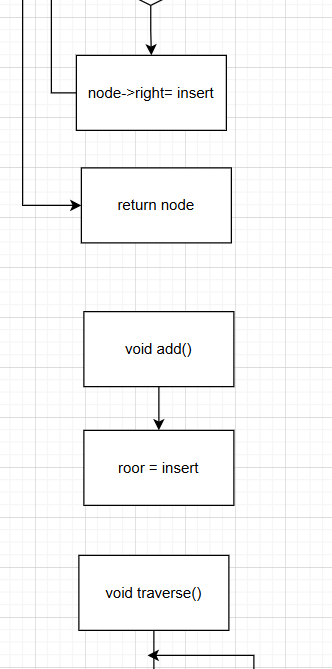 node->right= insert
return node
void add()
roor = insert
void traverse()